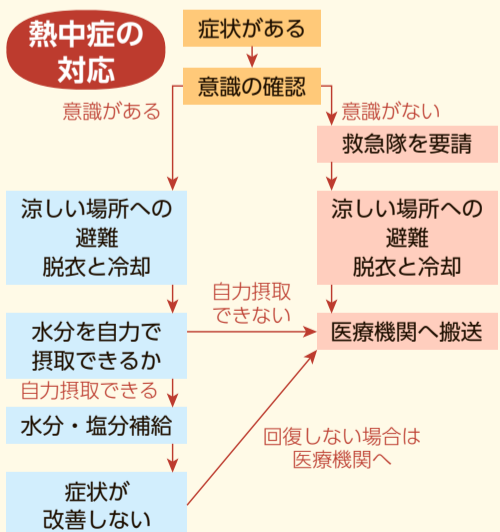 熱中症の
対応
症状がある
意識の確認
意識がある
意識がない
救急隊を要請
涼しい場所への
避難
脱衣と冷却
涼しい場所への
避難
脱衣と冷却
自力摂取
できない
水分を自力で
摂取できるか
医療機関へ搬送
自力摂取できる
水分・塩分補給
回復しない場合は
医療機関へ
症状が
改善しない